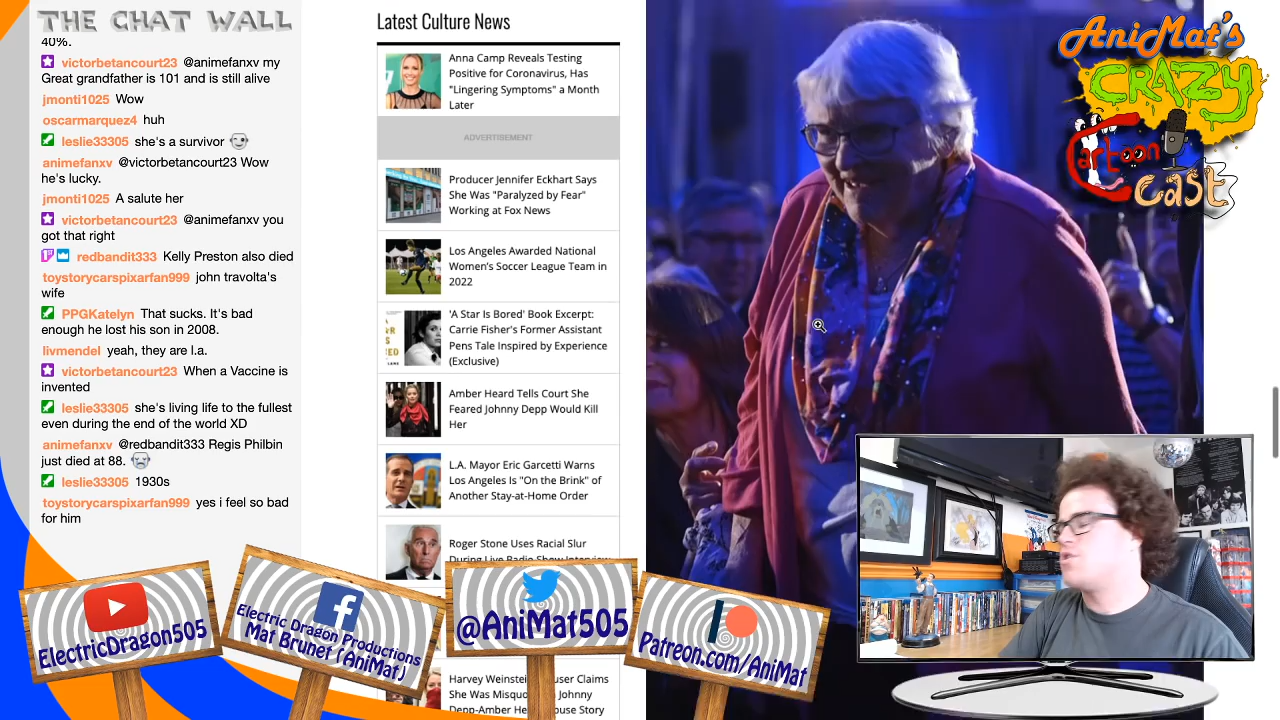 THE CHAT WALL
40%.
victorbetancourt23 @animefanxv my
Great grandfather is 101 and is still alive
jmonti1025 Wow
oscarmarquez4 huh
leslie33305 she's a survivor
animefanxv @victorbetancourt23 Wow
he's lucky.
jmonti1025 A salute her
victorbetancourt23 @animefanxv you
got that right
redbandit333 Kelly Preston also died
toystorycarspixarfan999 john travolta's
wife
PPGKatelyn That sucks. It's bad
enough he lost his son in 2008.
livmendel yeah, they are l.a.
victorbetancourt23 When a Vaccine is
invented
leslie33305 she's living life to the fullest
even during the end of the world XD
animefanxv @redbandit333 Regis Philbin
just died at 88.
leslie33305 1930s
toystorycarspixarfan999 yes i feel so bad
for him
Latest Culture News
Anna Camp Reveals Testing
Positive for Coronavirus, Has
"Lingering Symptoms" a Month
Later
ADVERTISEMENT
Producer Jennifer Eckhart Says
She Was "Paralyzed by Fear"
Working at Fox News
Los Angeles Awarded National
Women's Soccer League Team in
2022
'A Star Is Bored' Book Excerpt:
Carrie Fisher's Former Assistant
Pens Tale Inspired by Experience
(Exclusive)
Amber Heard Tells Court She
Feared Johnny Depp Would Kill
Her
L.A. Mayor Eric Garcetti Warns
Los Angeles Is "On the Brink" of
Another Stay-at-Home Order
Roger Stone Uses Racial Slur
During Live Radio Show Interview
Harvey Weinstein
user Claims
She Was Misquo
Johnny
Depp-Amber He
use Story
AniMat's
CRAZY
Cartoon
Cast
ElectricDragon505
Electric Dragon Productions
Mat Brunet (AniMat)
@AniMat505
Patreon.com/AniMat